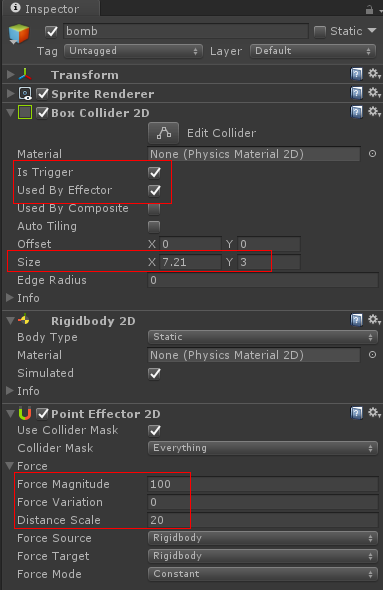 Inspector
bomb Static
Tag Untagged Layer Default
Transform
Sprite Renderer
Box Collider 2D
Edit Collider
Material None (Physics Material 2D)
Is Trigger
Used By Effector
Used By Composite
Auto Tiling
Offset X 0 Y 0
Size X 7.21 Y 3
Edge Radius 0
Info
Rigidbody 2D
Body Type Static
Material None (Physics Material 2D)
Simulated
Info
Point Effector 2D
Use Collider Mask
Collider Mask Everything
Force
Force Magnitude 100
Force Variation 0
Distance Scale 20
Force Source Rigidbody
Force Target Rigidbody
Force Mode Constant